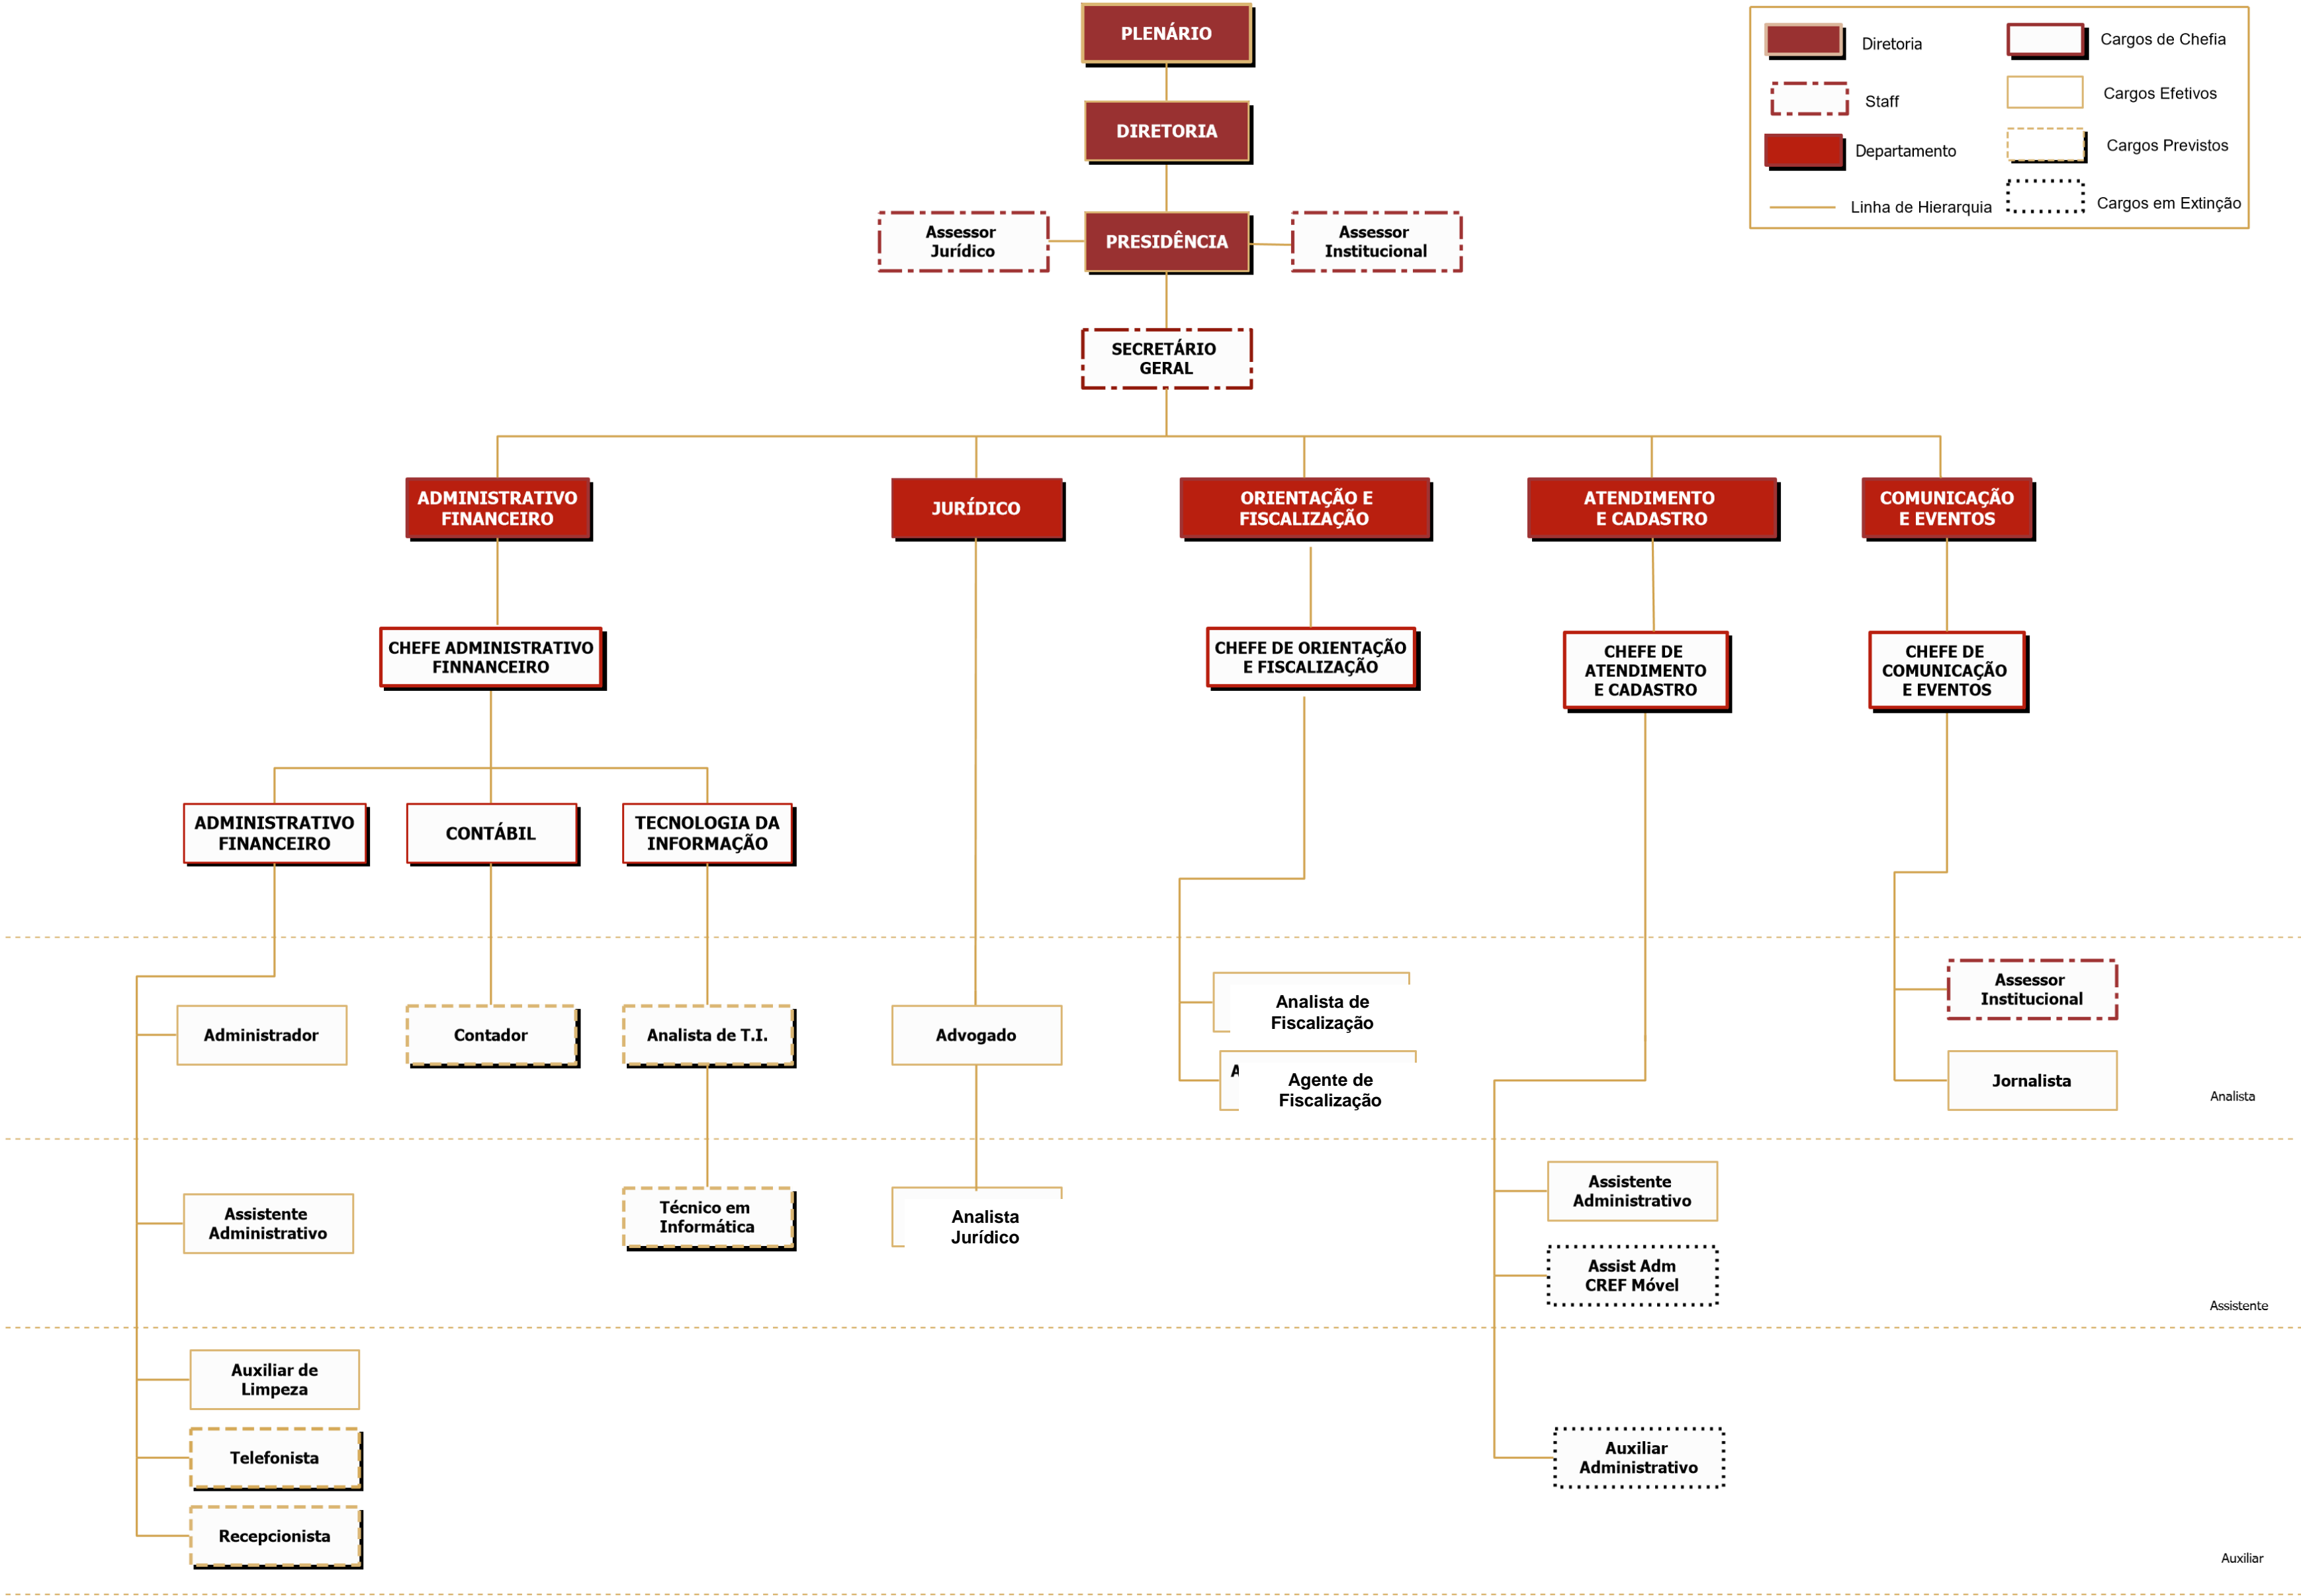 PLENÁRIO
Diretoria
Cargos de Chefia
Staff
Cargos Efetivos
Departamento
Cargos Previstos
Linha de Hierarquia
Cargos em Extinção
DIRETORIA
Assessor
Jurídico
PRESIDÊNCIA
Assessor
Institucional
SECRETÁRIO
GERAL
ADMINISTRATIVO
FINANCEIRO
JURÍDICO
ORIENTAÇÃO E
FISCALIZAÇÃO
ATENDIMENTO
E CADASTRO
COMUNICAÇÃO
E EVENTOS
CHEFE ADMINISTRATIVO
FINNANCEIRO
CHEFE DE ORIENTAÇÃO
E FISCALIZAÇÃO
CHEFE DE
ATENDIMENTO
E CADASTRO
CHEFE DE
COMUNICAÇÃO
E EVENTOS
ADMINISTRATIVO
FINANCEIRO
CONTÁBIL
TECNOLOGIA DA
INFORMAÇÃO
Administrador
Contador
Analista de T.I.
Advogado
Analista de
Fiscalização
Agente de
Fiscalização
Assessor
Institucional
Jornalista
Analista
Assistente
Administrativo
Técnico em
Informática
Analista
Jurídico
Assistente
Administrativo
Assist Adm
CREF Móvel
Assistente
Auxiliar de
Limpeza
Telefonista
Recepcionista
Auxiliar
Administrativo
Auxiliar